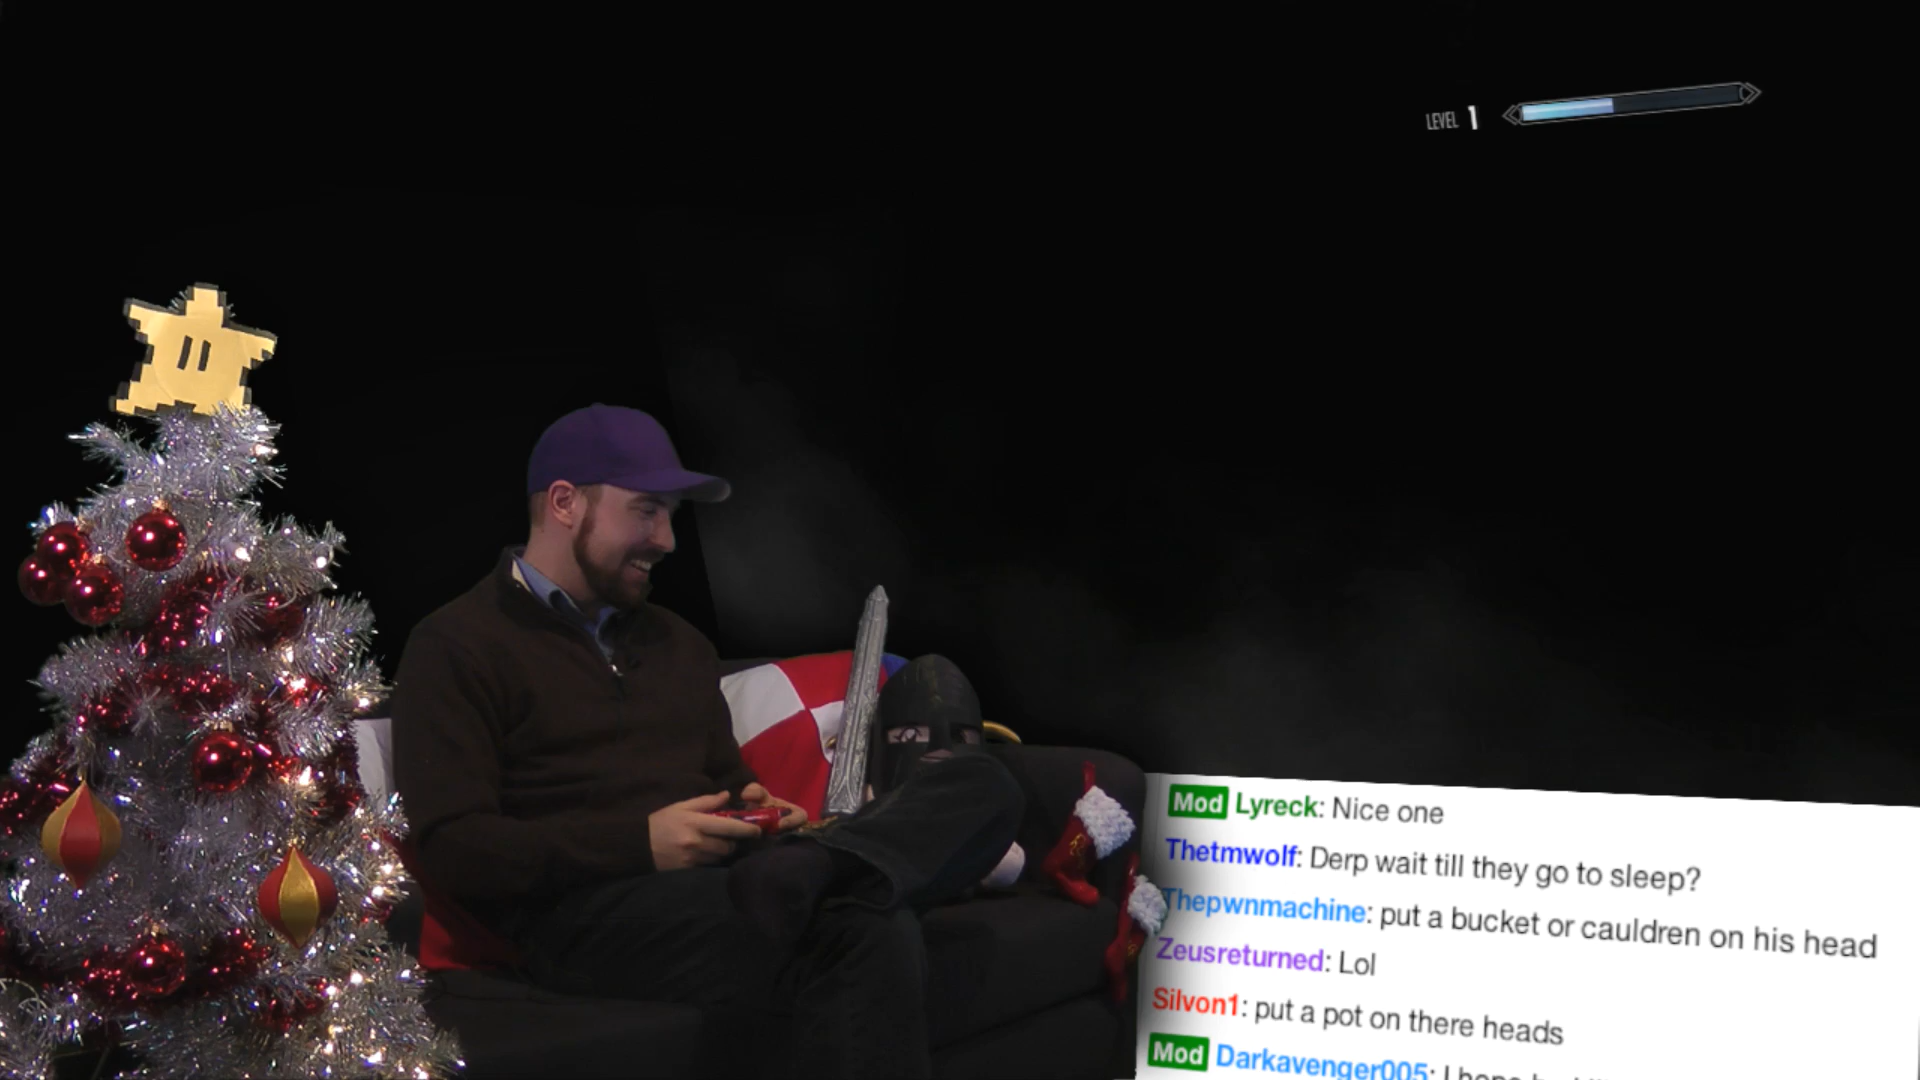 LEVEL 1
Mod Lyreck: Nice one
Thetmwolf: Derp wait till they go to sleep?
Thepwnmachine: put a bucket or cauldren on his head
Zeusreturned: Lol
Silvon1: put a pot on there heads
Mod Darkavenger005: I hope